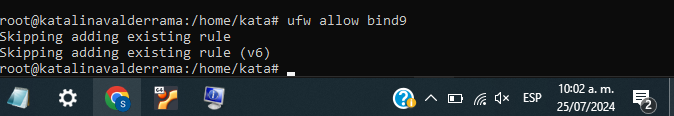 root@katalinavalderrama:/home/kata# ufw allow bind9
Skipping adding existing rule
Skipping adding existing rule (v6)
root@katalinavalderrama:/home/kata#
64
S
?
ESP
10:02 a. m.
25/07/2024
2